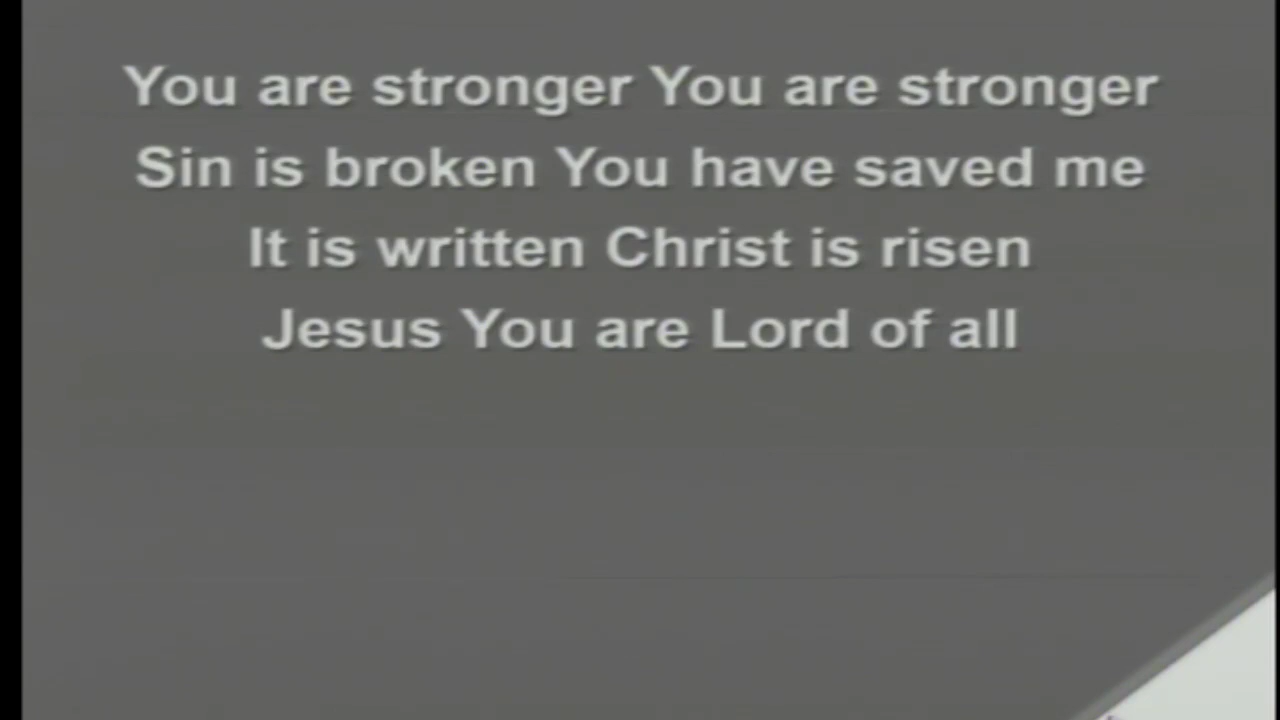 You are stronger You are stronger
Sin is broken You have saved me
It is written Christ is risen
Jesus You are Lord of all